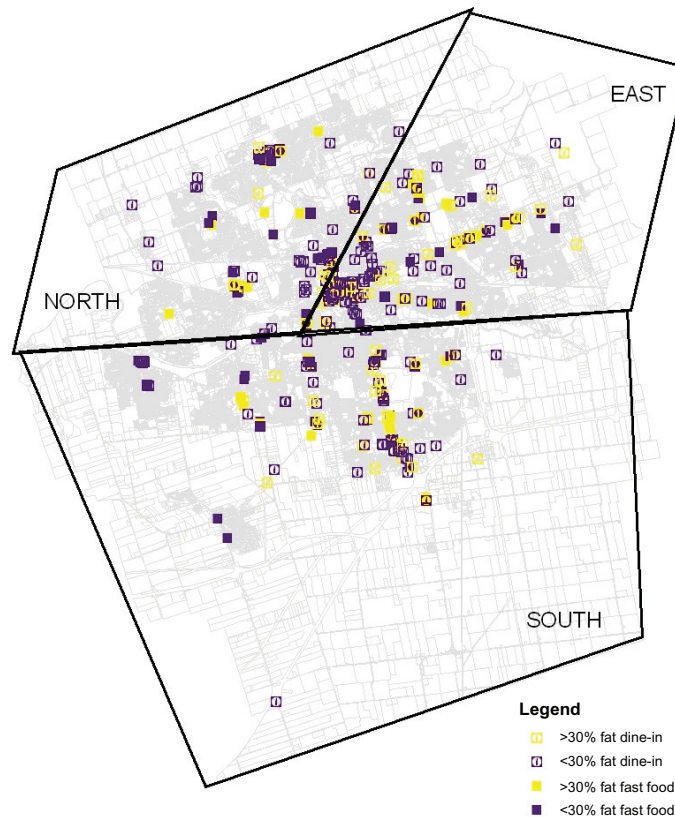 EAST
NORTH
SOUTH
Legend
>30% fat dine-in
<30% fat dine-in
>30% fat fast food
<30% fat fast food